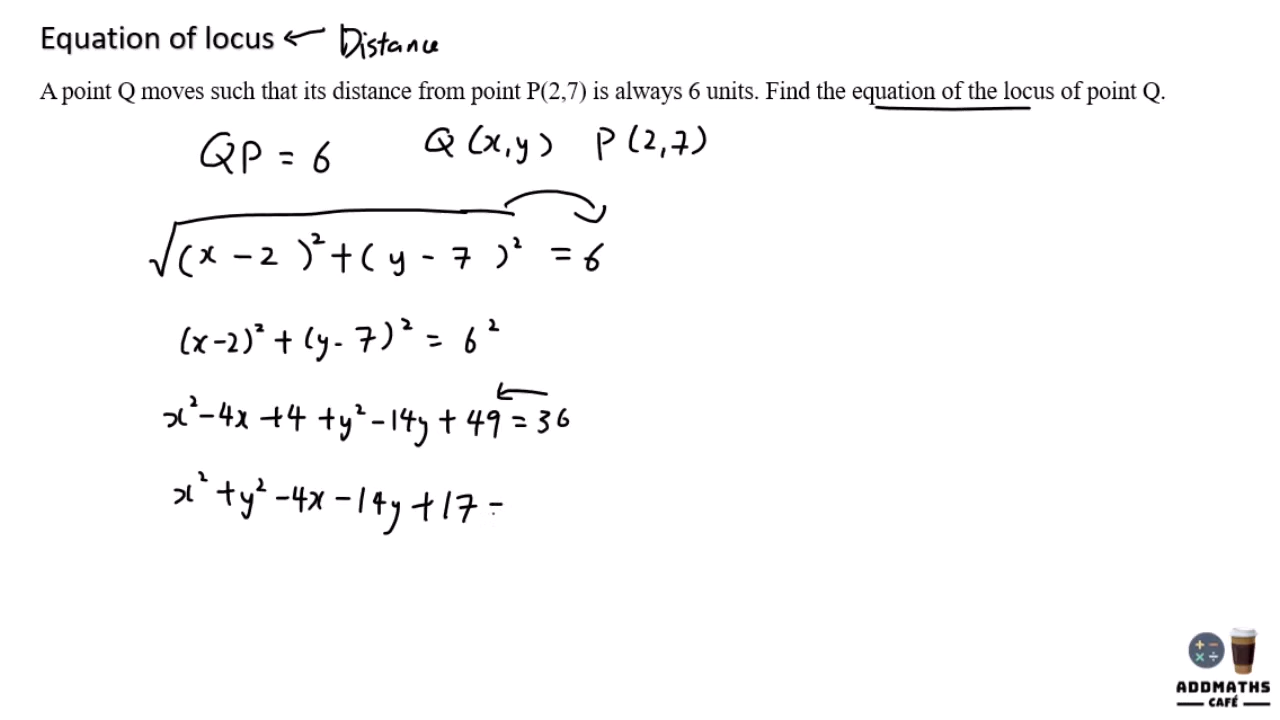 Equation of locus ← Distance
A point Q moves such that its distance from point P(2,7) is always 6 units. Find the equation of the locus of point Q.
QP = 6 Q (x,y) P (2,7)
√(x - 2 )² + ( y - 7 )² = 6
(x-2)² + (y- 7)² = 6²
x² - 4x + 4 + y² - 14y + 49 = 36
x² + y² - 4x - 14y + 17 =
+ -
× ÷
ADDMATHS
CAFÉ